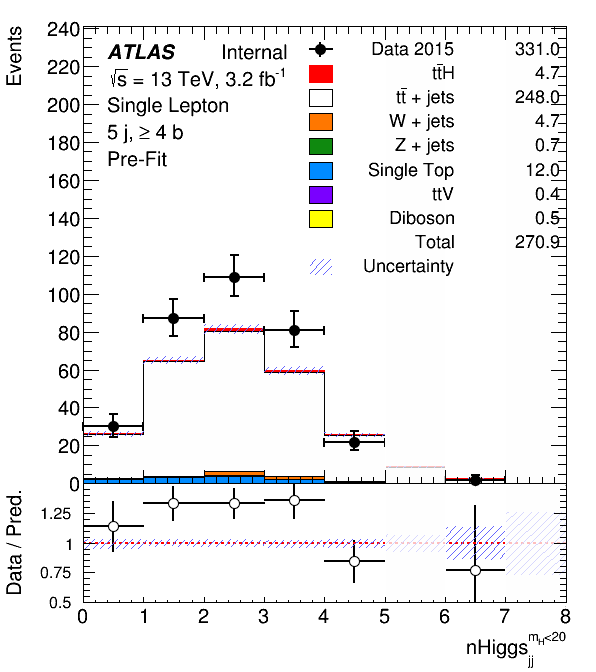 Events
240
220
200
180
160
140
120
100
80
60
40
20
0
ATLAS Internal
√s = 13 TeV, 3.2 fb⁻¹
Single Lepton
5 j, ≥ 4 b
Pre-Fit
Data 2015 331.0
tt̄H 4.7
tt̄ + jets 248.0
W + jets 4.7
Z + jets 0.7
Single Top 12.0
ttV 0.4
Diboson 0.5
Total 270.9
Uncertainty
Data / Pred.
1.25
1
0.75
0.5
0 1 2 3 4 5 6 7 8
nHiggs_jj^m_H<20